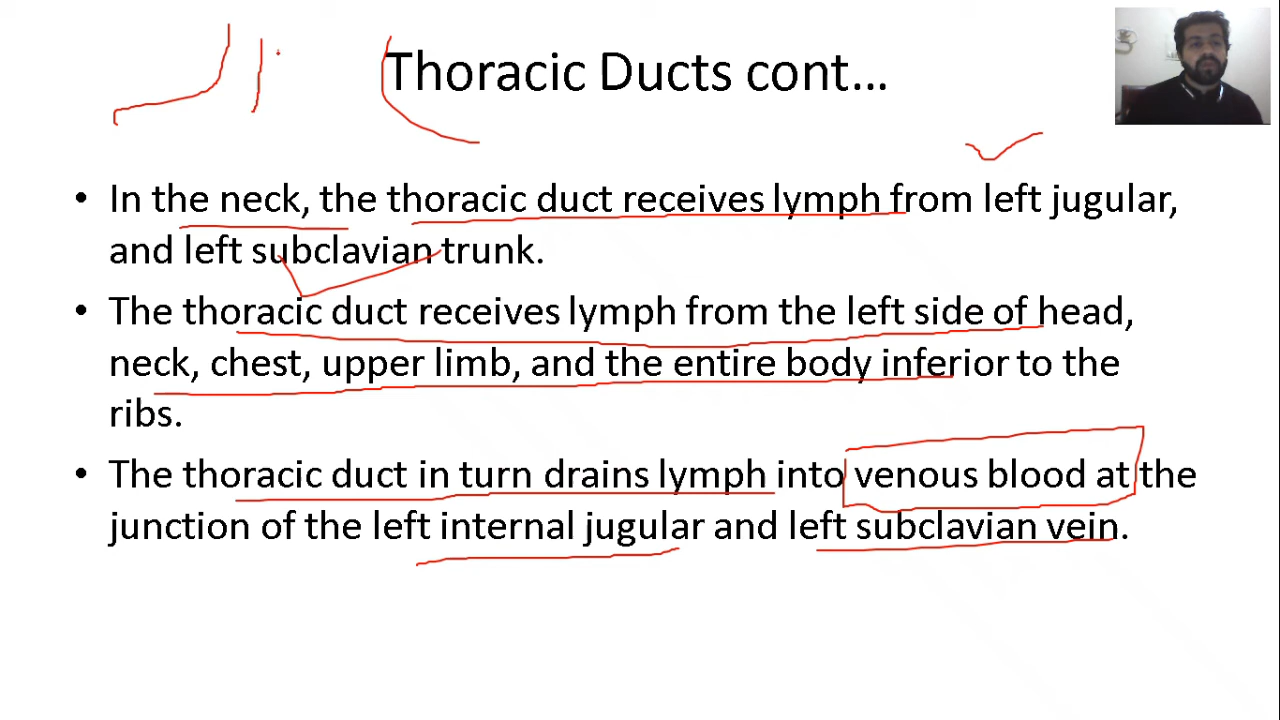 Thoracic Ducts cont…
• In the neck, the thoracic duct receives lymph from left jugular,
and left subclavian trunk.
• The thoracic duct receives lymph from the left side of head,
neck, chest, upper limb, and the entire body inferior to the
ribs.
• The thoracic duct in turn drains lymph into venous blood at the
junction of the left internal jugular and left subclavian vein.